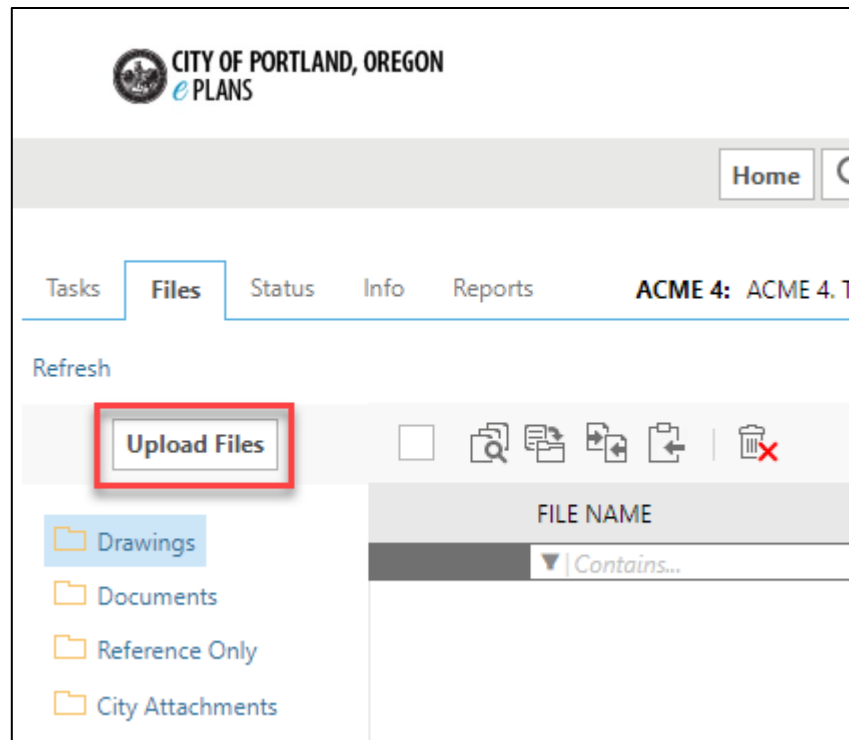 CITY OF PORTLAND, OREGON
e PLANS
Home
Tasks Files Status Info Reports ACME 4: ACME 4. T
Refresh
Upload Files
FILE NAME
Contains...
Drawings
Documents
Reference Only
City Attachments